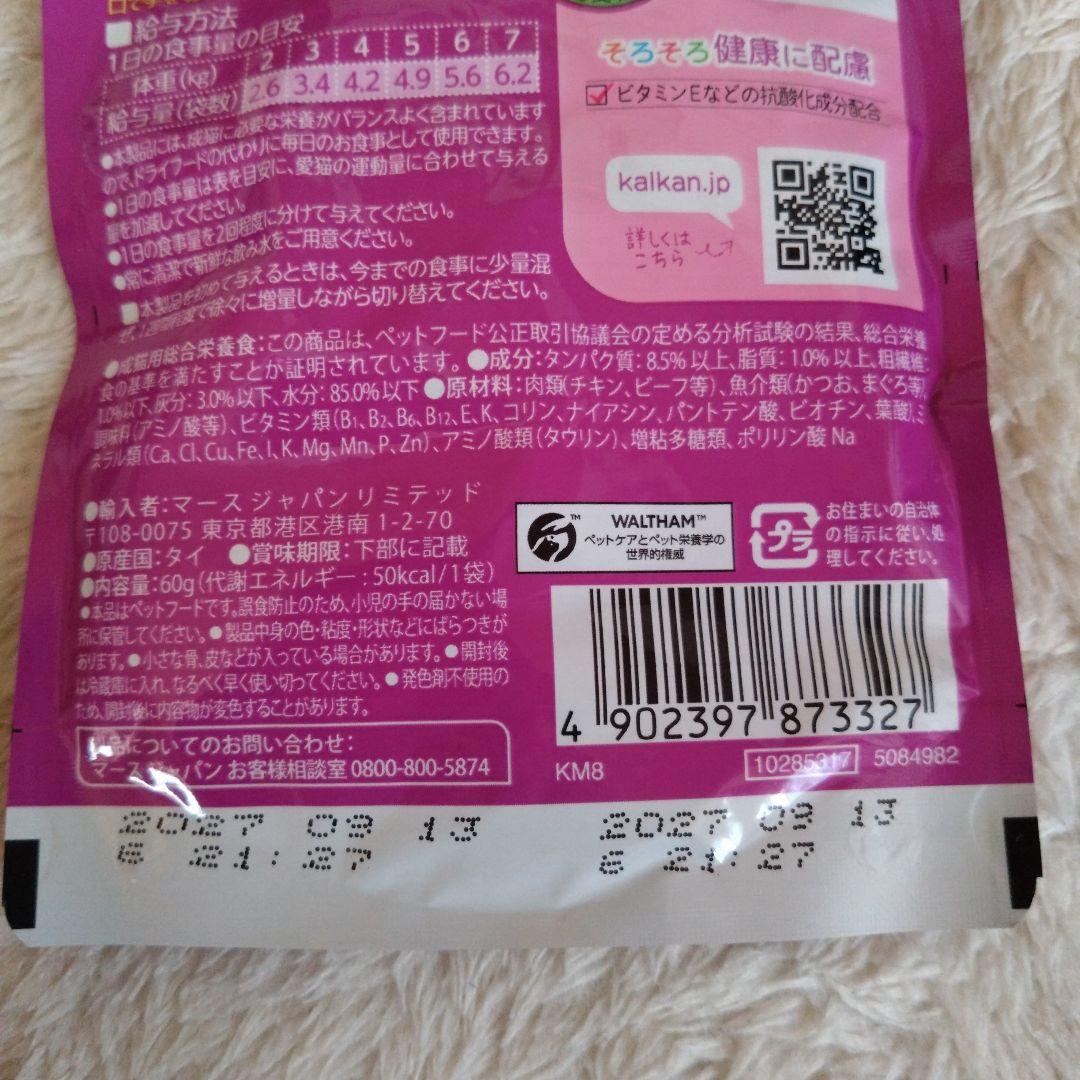 ■給与方法
1日の食事量の目安
体重(kg) 2 3 4 5 6 7
給与量(袋数) 2.6 3.4 4.2 4.9 5.6 6.2
●本製品には、成猫に必要な栄養がバランスよく含まれています
ので、ドライフードの代わりに毎日のお食事として使用できます。
●1日の食事量は表を目安に、愛猫の運動量に合わせて与える
量を加減してください。
●1日の食事量を2回程度に分けて与えてください。
●常に清潔で新鮮な飲み水をご用意ください。
■本製品を初めて与えるときは、今までの食事に少量混
ぜ、1週間程度で徐々に増量しながら切り替えてください。
そろそろ健康に配慮
ビタミンEなどの抗酸化成分配合
kalkan.jp
詳しくは
こちら
●成猫用総合栄養食:この商品は、ペットフード公正取引協議会の定める分析試験の結果、総合栄養
食の基準を満たすことが証明されています。●成分:タンパク質:8.5%以上、脂質:1.0%以上、粗繊維:
1.0%以下、灰分:3.0%以下、水分:85.0%以下●原材料:肉類(チキン、ビーフ等)、魚介類(かつお、まぐろ等)、
調味料(アミノ酸等)、ビタミン類(B1、B2、B6、B12、E、K、コリン、ナイアシン、パントテン酸、ビオチン、葉酸)、ミ
ネラル類(Ca、Cl、Cu、Fe、I、K、Mg、Mn、P、Zn)、アミノ酸類(タウリン)、増粘多糖類、ポリリン酸Na
●輸入者:マース ジャパン リミテッド
〒108-0075 東京都港区港南 1-2-70
●原産国:タイ ●賞味期限:下部に記載
●内容量:60g(代謝エネルギー:50kcal/1袋)
●本品はペットフードです。誤食防止のため、小児の手の届かない場
所に保管してください。●製品中身の色・粘度・形状などにばらつきが
あります。●小さな骨、皮などが入っている場合があります。●開封後
は冷蔵庫に入れ、なるべく早く使い切ってください。●発色剤不使用の
ため、開封後に内容物が変色することがあります。
製品についてのお問い合わせ:
マース ジャパン お客様相談室 0800-800-5874
WALTHAM™
ペットケアとペット栄養学の
世界的権威
プラ
お住まいの自治体
の指示に従い、処
理してください。
4 902397 873327
KM8 10285317 5084982
2027 09 13 2027 09 13
6 21:27 6 21:27